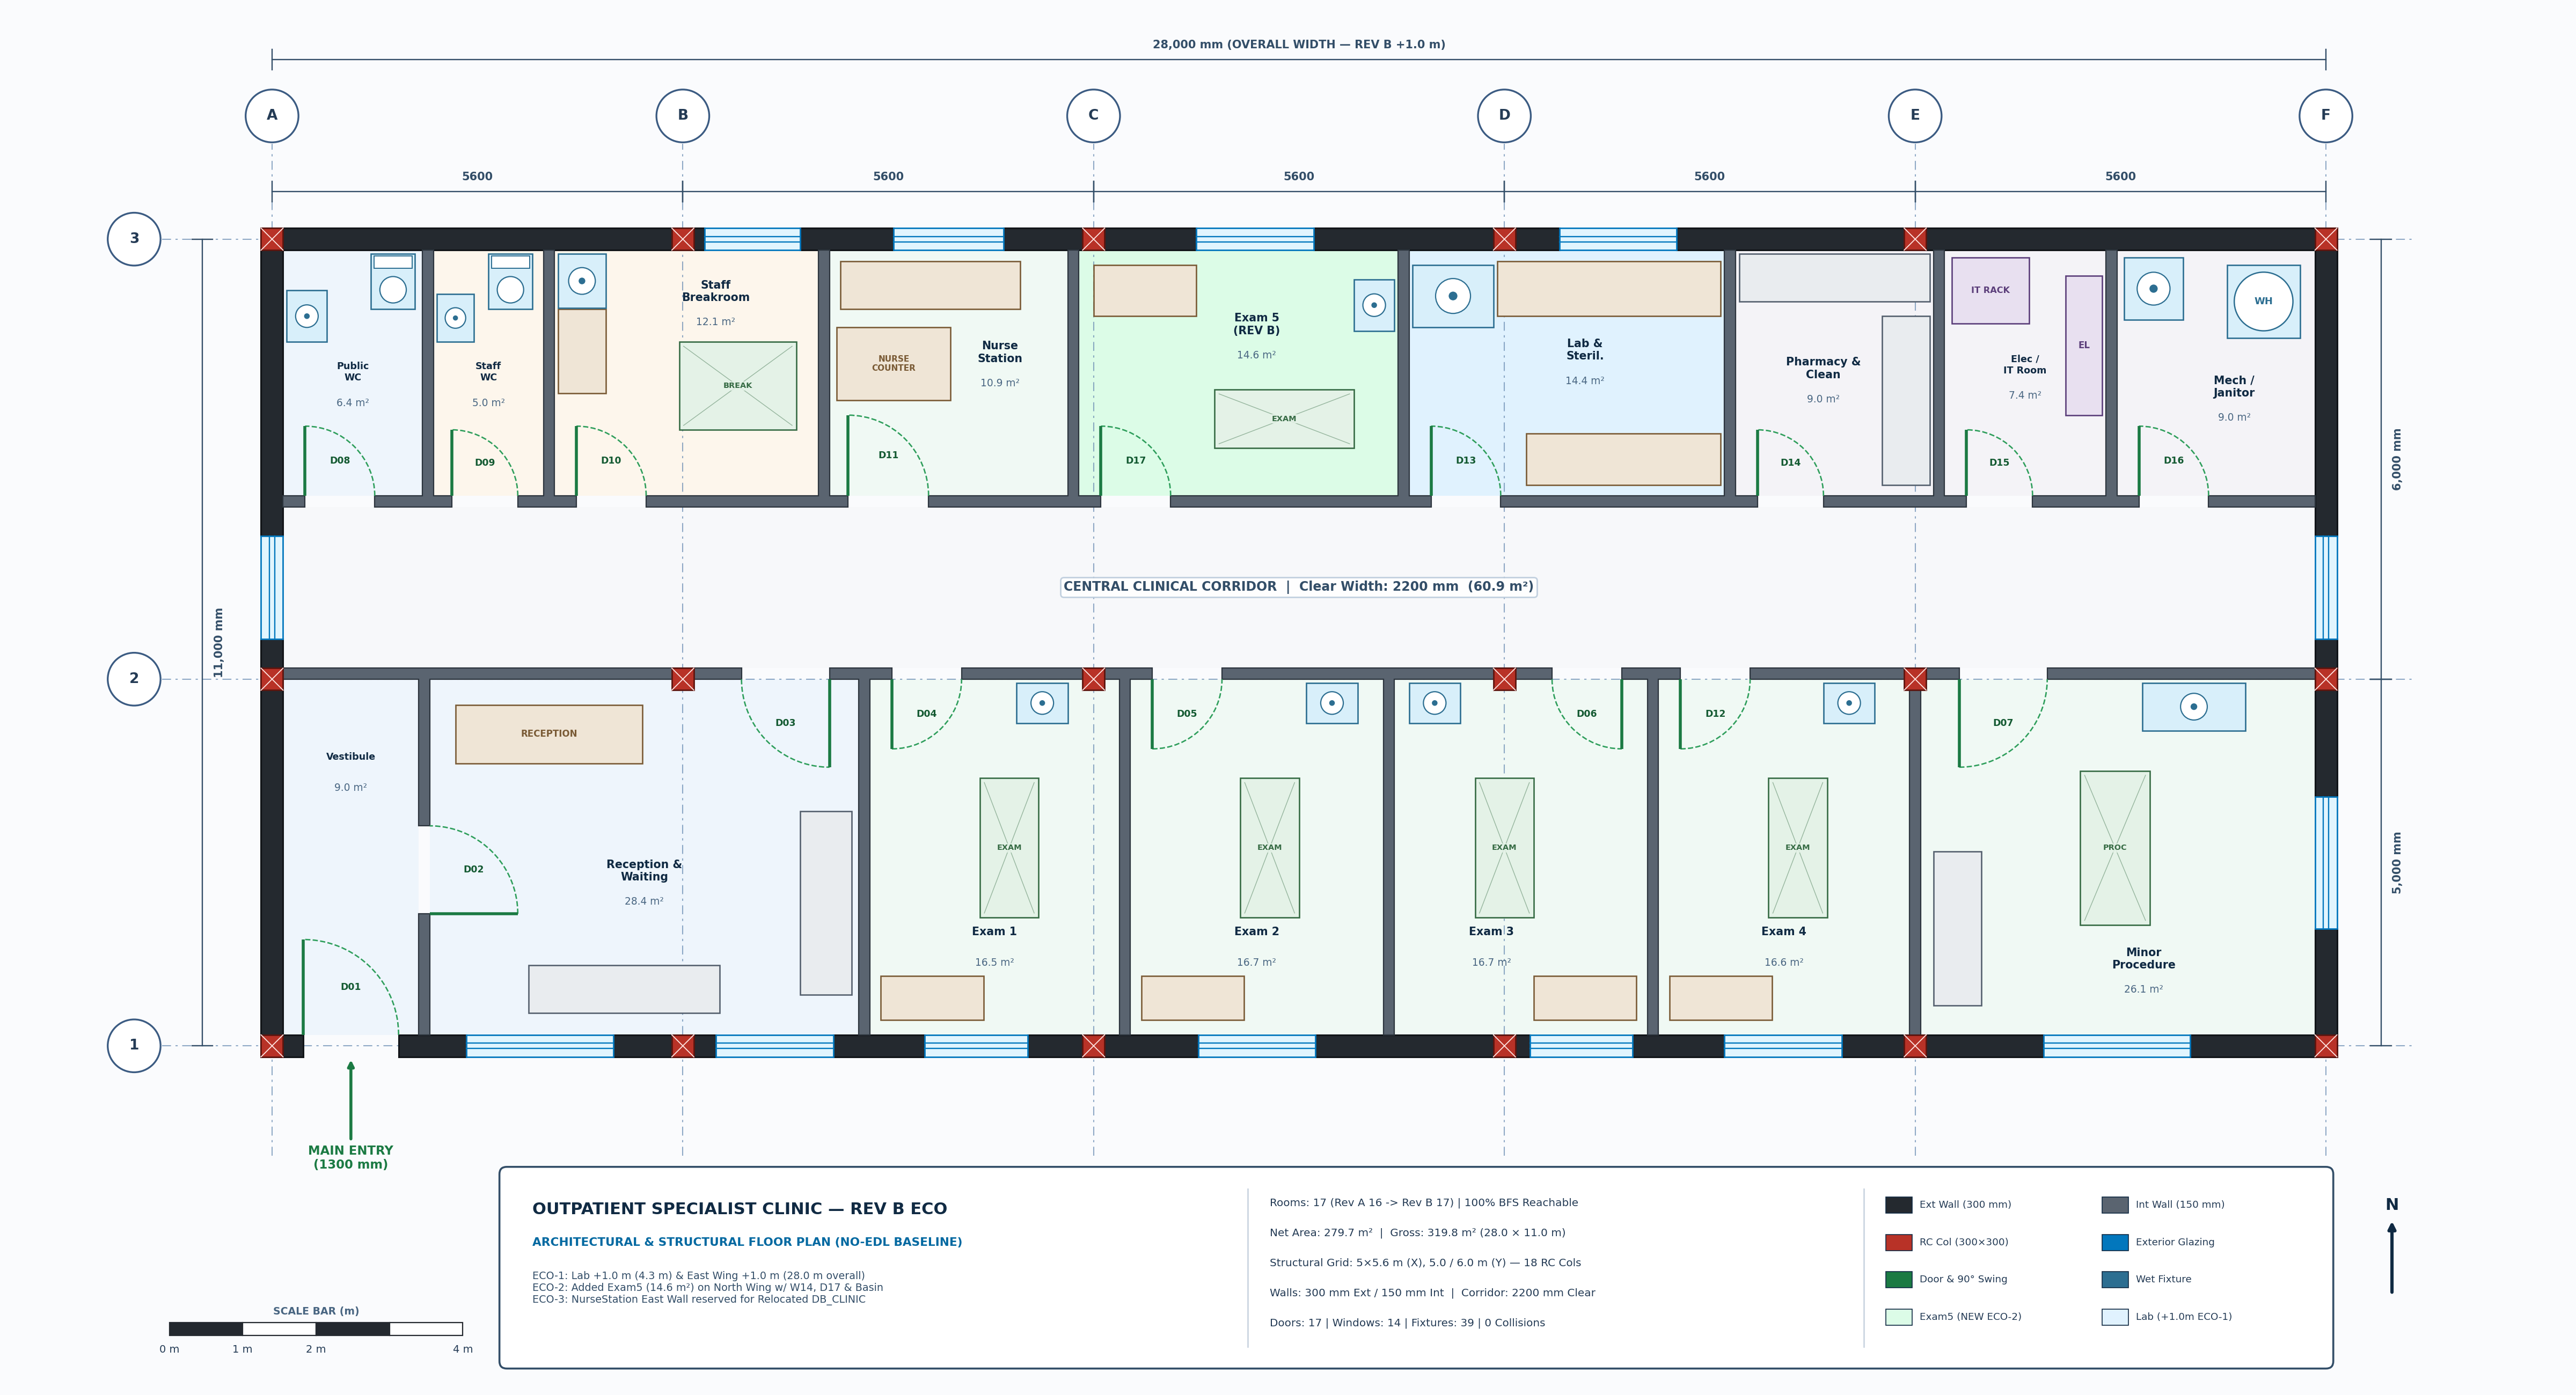 28,000 mm (OVERALL WIDTH — REV B +1.0 m)
A
B
C
D
E
F
5600
5600
5600
5600
5600
3
2
1
11,000 mm
6,000 mm
5,000 mm
Public
WC
6.4 m²
D08
Staff
WC
5.0 m²
D09
Staff
Breakroom
12.1 m²
BREAK
D10
NURSE
COUNTER
Nurse
Station
10.9 m²
D11
Exam 5
(REV B)
14.6 m²
EXAM
D17
Lab &
Steril.
14.4 m²
D13
Pharmacy &
Clean
9.0 m²
D14
IT RACK
EL
Elec /
IT Room
7.4 m²
D15
WH
Mech /
Janitor
9.0 m²
D16
CENTRAL CLINICAL CORRIDOR | Clear Width: 2200 mm (60.9 m²)
Vestibule
9.0 m²
D01
RECEPTION
D02
D03
Reception &
Waiting
28.4 m²
D04
EXAM
Exam 1
16.5 m²
D05
EXAM
Exam 2
16.7 m²
D06
EXAM
Exam 3
16.7 m²
D12
EXAM
Exam 4
16.6 m²
D07
PROC
Minor
Procedure
26.1 m²
MAIN ENTRY
(1300 mm)
SCALE BAR (m)
0 m
1 m
2 m
4 m
OUTPATIENT SPECIALIST CLINIC — REV B ECO
ARCHITECTURAL & STRUCTURAL FLOOR PLAN (NO-EDL BASELINE)
ECO-1: Lab +1.0 m (4.3 m) & East Wing +1.0 m (28.0 m overall)
ECO-2: Added Exam5 (14.6 m²) on North Wing w/ W14, D17 & Basin
ECO-3: NurseStation East Wall reserved for Relocated DB_CLINIC
Rooms: 17 (Rev A 16 -> Rev B 17) | 100% BFS Reachable
Net Area: 279.7 m² | Gross: 319.8 m² (28.0 × 11.0 m)
Structural Grid: 5×5.6 m (X), 5.0 / 6.0 m (Y) — 18 RC Cols
Walls: 300 mm Ext / 150 mm Int | Corridor: 2200 mm Clear
Doors: 17 | Windows: 14 | Fixtures: 39 | 0 Collisions
Ext Wall (300 mm)
Int Wall (150 mm)
RC Col (300×300)
Exterior Glazing
Door & 90° Swing
Wet Fixture
Exam5 (NEW ECO-2)
Lab (+1.0m ECO-1)
N